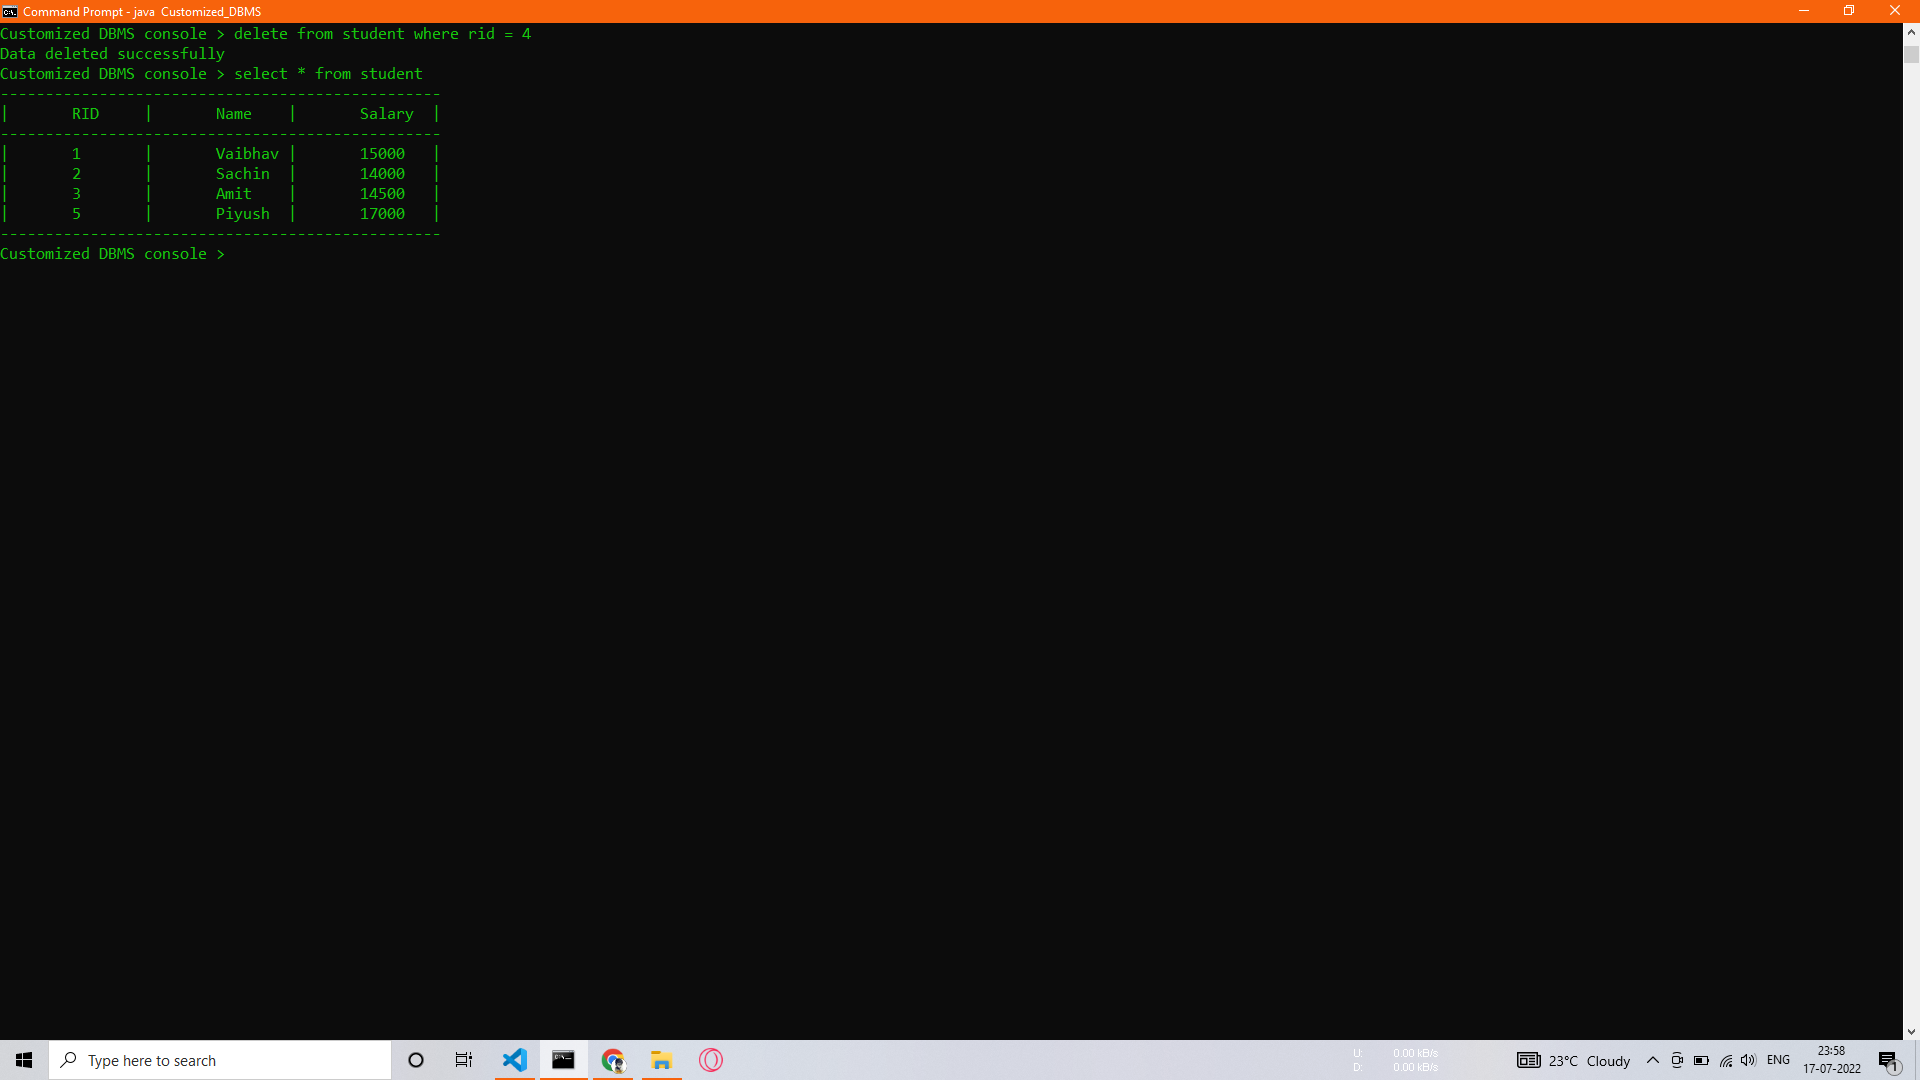 Command Prompt - java  Customized_DBMS
Customized DBMS console > delete from student where rid = 4
Data deleted successfully
Customized DBMS console > select * from student
-------------------------------------------------
|       RID     |       Name    |       Salary  |
-------------------------------------------------
|       1       |       Vaibhav |       15000   |
|       2       |       Sachin  |       14000   |
|       3       |       Amit    |       14500   |
|       5       |       Piyush  |       17000   |
-------------------------------------------------
Customized DBMS console >
Type here to search
U: 0.00 kB/s
D: 0.00 kB/s
23°C Cloudy
ENG
23:58
17-07-2022
1